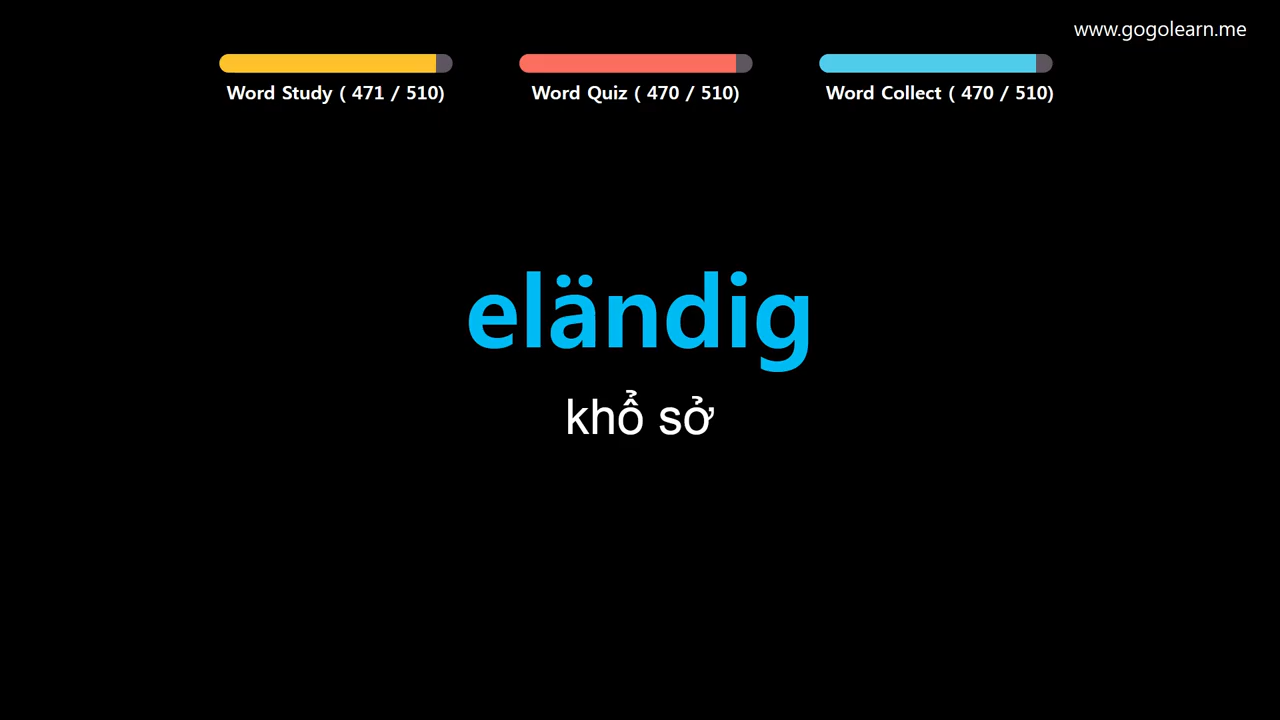 www.gogolearn.me
Word Study ( 471 / 510)
Word Quiz ( 470 / 510)
Word Collect ( 470 / 510)
eländig
khổ sở